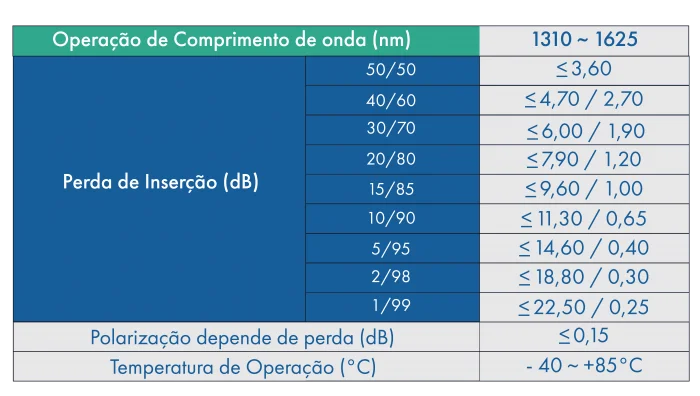 Operação de Comprimento de onda (nm) 1310 ~ 1625
50/50 ≤3,60
40/60 ≤4,70 / 2,70
30/70 ≤6,00 / 1,90
20/80 ≤7,90 / 1,20
Perda de Inserção (dB)
15/85 ≤9,60 / 1,00
10/90 ≤11,30 / 0,65
5/95 ≤14,60 / 0,40
2/98 ≤18,80 / 0,30
1/99 ≤22,50 / 0,25
Polarização depende de perda (dB) ≤0,15
Temperatura de Operação (°C) - 40 ~ +85°C